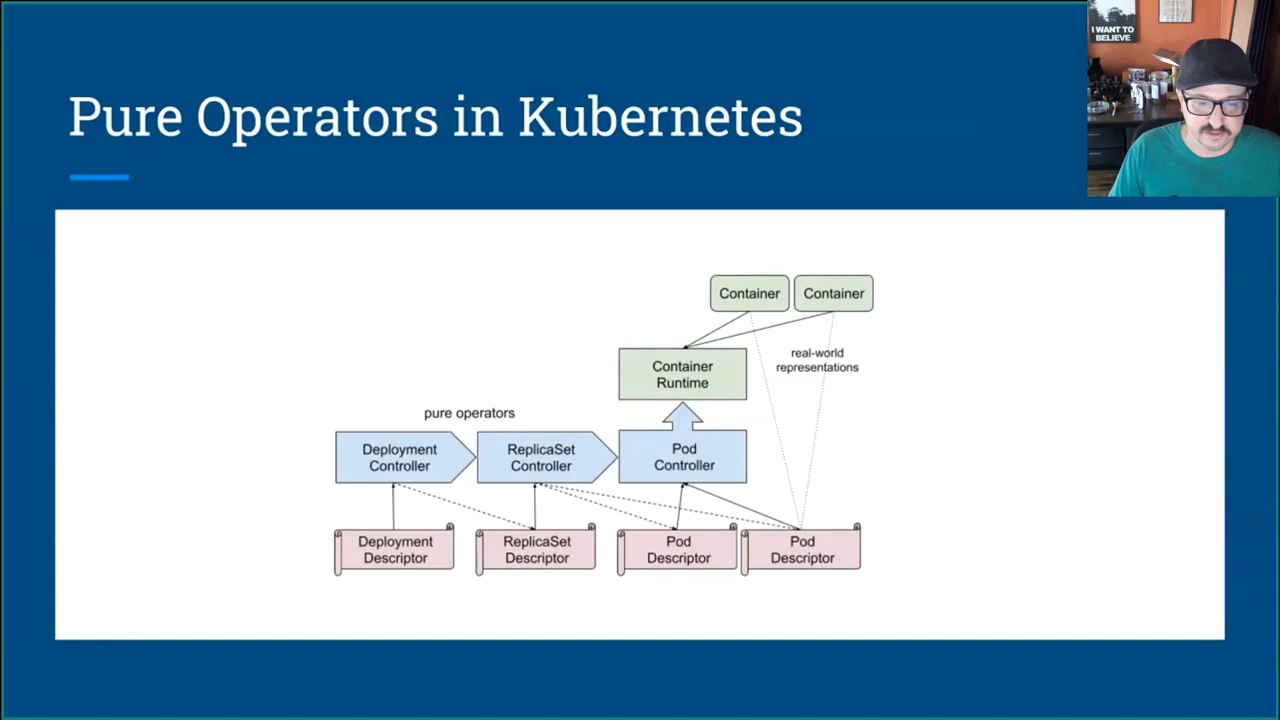 I WANT TO
BELIEVE
Pure Operators in Kubernetes
Container
Container
real-world
representations
Container
Runtime
pure operators
Deployment
Controller
ReplicaSet
Controller
Pod
Controller
Deployment
Descriptor
ReplicaSet
Descriptor
Pod
Descriptor
Pod
Descriptor